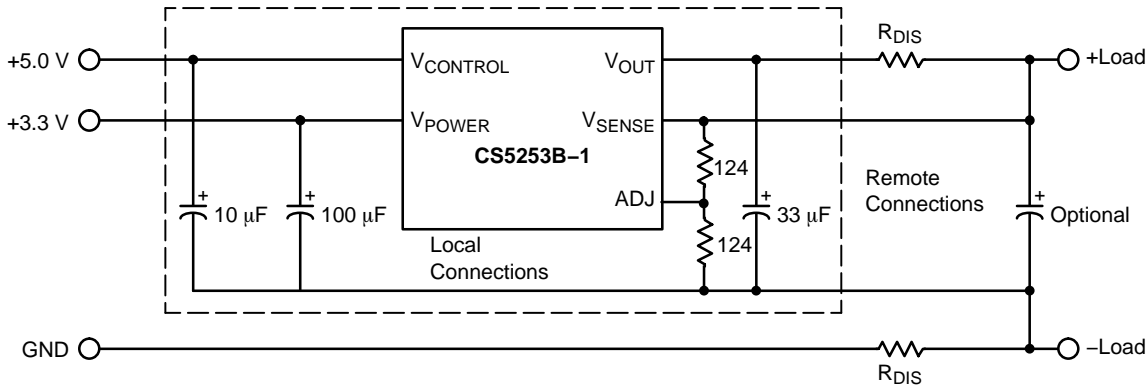 +5.0 V
+3.3 V
GND
V_CONTROL
V_POWER
V_OUT
V_SENSE
CS5253B−1
ADJ
10 μF
+
100 μF
+
Local
Connections
124
124
33 μF
+
R_DIS
Remote
Connections
Optional
+
+Load
−Load
R_DIS